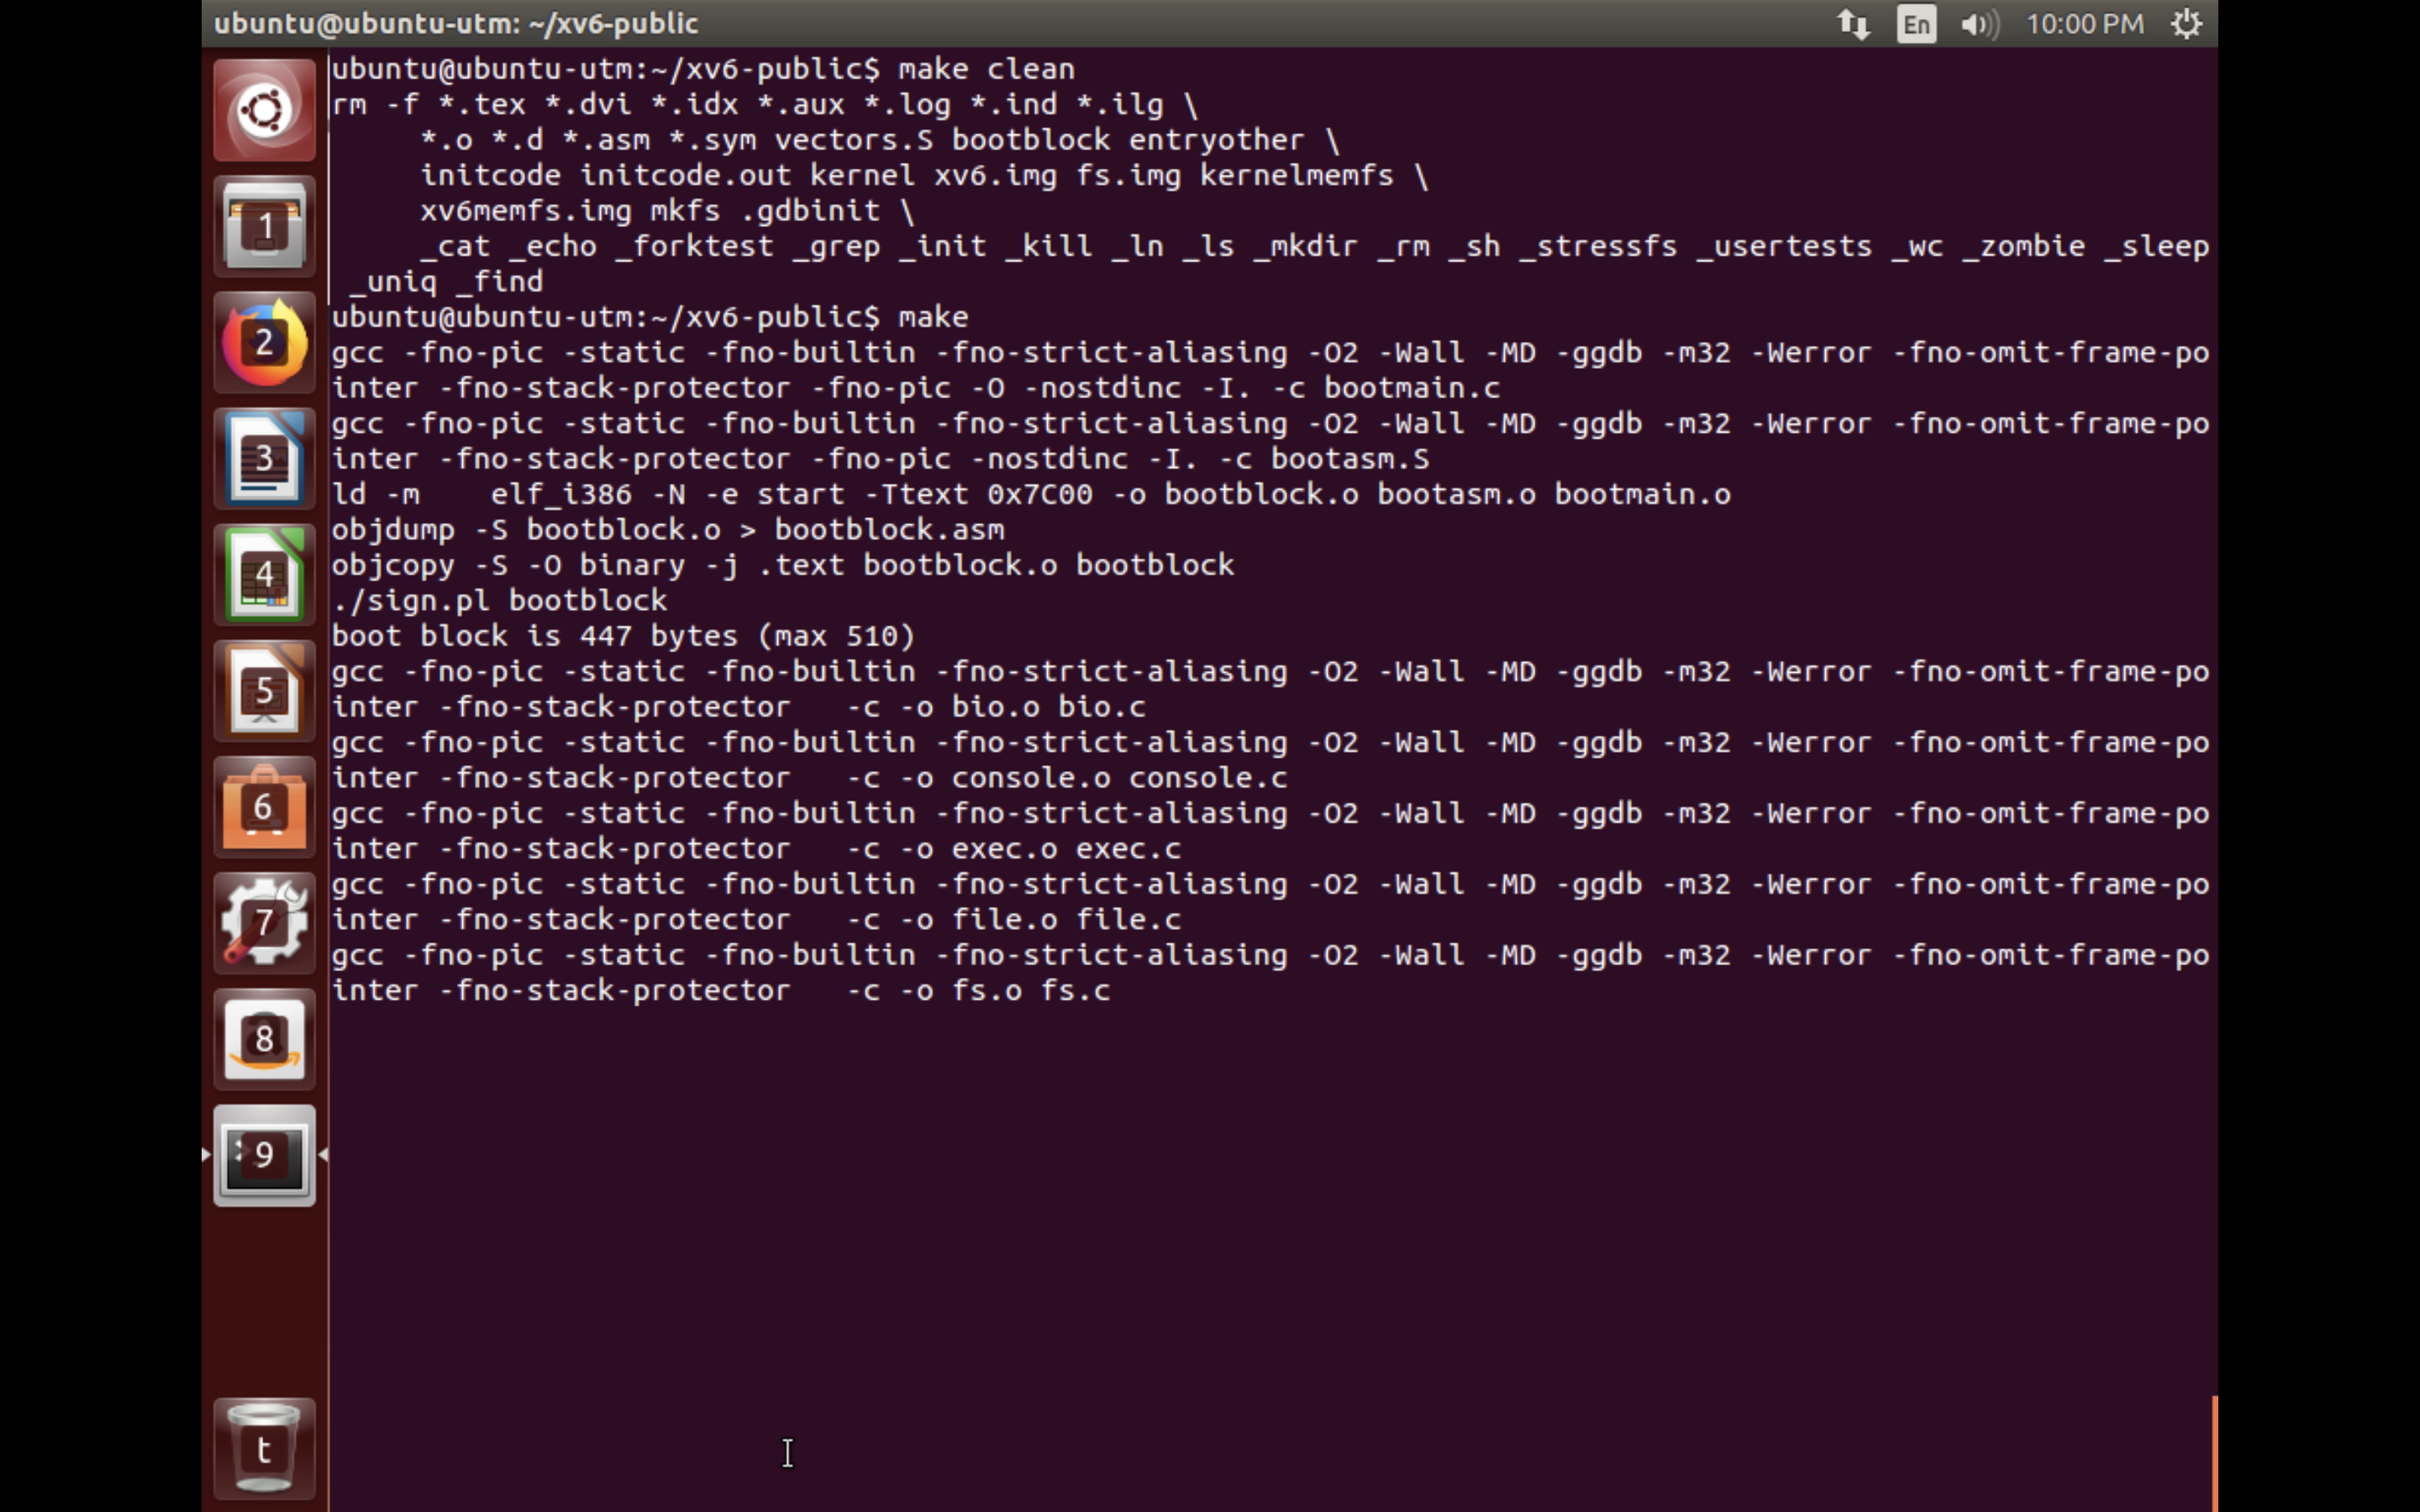 ubuntu@ubuntu-utm: ~/xv6-public
En
10:00 PM
ubuntu@ubuntu-utm:~/xv6-public$ make clean
rm -f *.tex *.dvi *.idx *.aux *.log *.ind *.ilg \
*.o *.d *.asm *.sym vectors.S bootblock entryother \
initcode initcode.out kernel xv6.img fs.img kernelmemfs \
xv6memfs.img mkfs .gdbinit \
_cat _echo _forktest _grep _init _kill _ln _ls _mkdir _rm _sh _stressfs _usertests _wc _zombie _sleep
_uniq _find
ubuntu@ubuntu-utm:~/xv6-public$ make
gcc -fno-pic -static -fno-builtin -fno-strict-aliasing -O2 -Wall -MD -ggdb -m32 -Werror -fno-omit-frame-po
inter -fno-stack-protector -fno-pic -O -nostdinc -I. -c bootmain.c
gcc -fno-pic -static -fno-builtin -fno-strict-aliasing -O2 -Wall -MD -ggdb -m32 -Werror -fno-omit-frame-po
inter -fno-stack-protector -fno-pic -nostdinc -I. -c bootasm.S
ld -m    elf_i386 -N -e start -Ttext 0x7C00 -o bootblock.o bootasm.o bootmain.o
objdump -S bootblock.o > bootblock.asm
objcopy -S -O binary -j .text bootblock.o bootblock
./sign.pl bootblock
boot block is 447 bytes (max 510)
gcc -fno-pic -static -fno-builtin -fno-strict-aliasing -O2 -Wall -MD -ggdb -m32 -Werror -fno-omit-frame-po
inter -fno-stack-protector   -c -o bio.o bio.c
gcc -fno-pic -static -fno-builtin -fno-strict-aliasing -O2 -Wall -MD -ggdb -m32 -Werror -fno-omit-frame-po
inter -fno-stack-protector   -c -o console.o console.c
gcc -fno-pic -static -fno-builtin -fno-strict-aliasing -O2 -Wall -MD -ggdb -m32 -Werror -fno-omit-frame-po
inter -fno-stack-protector   -c -o exec.o exec.c
gcc -fno-pic -static -fno-builtin -fno-strict-aliasing -O2 -Wall -MD -ggdb -m32 -Werror -fno-omit-frame-po
inter -fno-stack-protector   -c -o file.o file.c
gcc -fno-pic -static -fno-builtin -fno-strict-aliasing -O2 -Wall -MD -ggdb -m32 -Werror -fno-omit-frame-po
inter -fno-stack-protector   -c -o fs.o fs.c
1
2
3
4
5
6
7
8
9
t